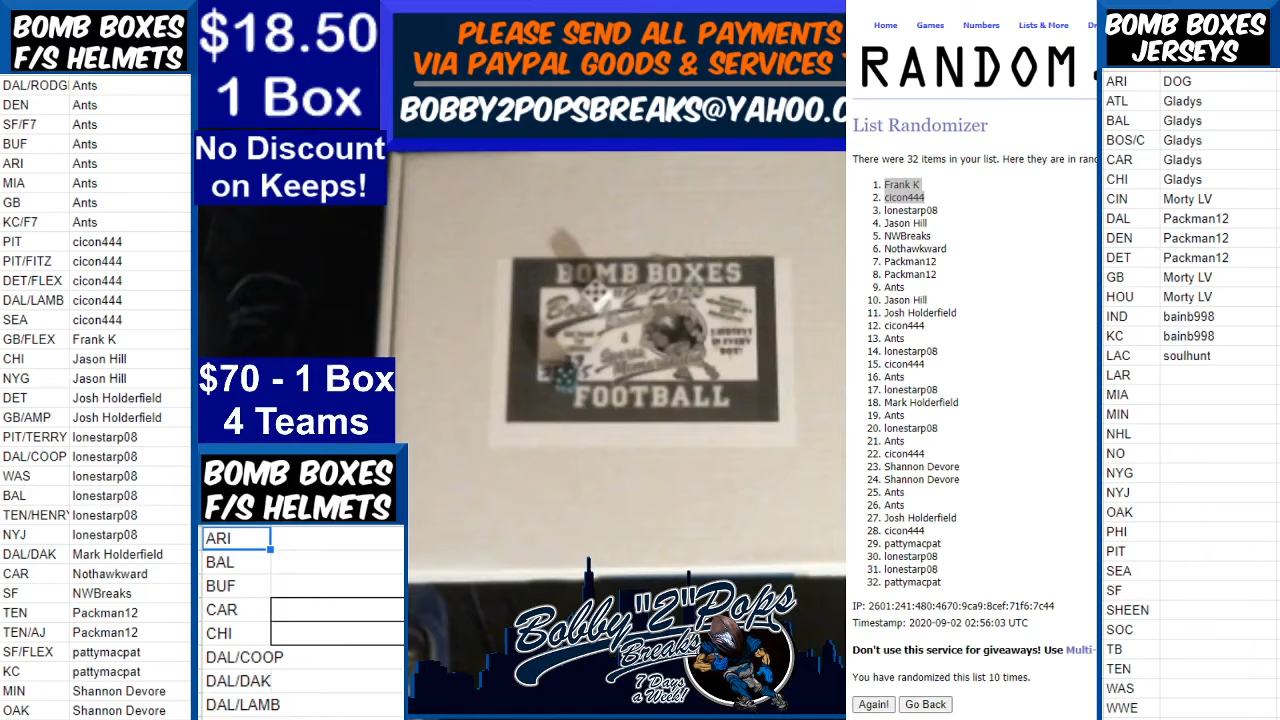 BOMB BOXES
F/S HELMETS
DAL/RODGI Ants
DEN Ants
SF/F7 Ants
BUF Ants
ARI Ants
MIA Ants
GB Ants
KC/F7 Ants
PIT cicon444
PIT/FITZ cicon444
DET/FLEX cicon444
DAL/LAMB cicon444
SEA cicon444
GB/FLEX Frank K
CHI Jason Hill
NYG Jason Hill
DET Josh Holderfield
GB/AMP Josh Holderfield
PIT/TERRY lonestarp08
DAL/COOP lonestarp08
WAS lonestarp08
BAL lonestarp08
TEN/HENRY lonestarp08
NYJ lonestarp08
DAL/DAK Mark Holderfield
CAR Nothawkward
SF NWBreaks
TEN Packman12
TEN/AJ Packman12
SF/FLEX pattymacpat
KC pattymacpat
MIN Shannon Devore
OAK Shannon Devore
$18.50
1 Box
No Discount
on Keeps!
$70 - 1 Box
4 Teams
BOMB BOXES
F/S HELMETS
ARI
BAL
BUF
CAR
CHI
DAL/COOP
DAL/DAK
DAL/LAMB
PLEASE SEND ALL PAYMENTS
VIA PAYPAL GOODS & SERVICES
BOBBY2POPSBREAKS@YAHOO.C
BOMB BOXES
Bobby "2" Pops
FOOTBALL
Bobby "2" Pops
Breaks
7 Days
a Week!
Home Games Numbers Lists & More Dr
RANDOM
List Randomizer
There were 32 items in your list. Here they are in rand
1. Frank K
2. cicon444
3. lonestarp08
4. Jason Hill
5. NWBreaks
6. Nothawkward
7. Packman12
8. Packman12
9. Ants
10. Jason Hill
11. Josh Holderfield
12. cicon444
13. Ants
14. lonestarp08
15. cicon444
16. Ants
17. lonestarp08
18. Mark Holderfield
19. Ants
20. lonestarp08
21. Ants
22. cicon444
23. Shannon Devore
24. Shannon Devore
25. Ants
26. Ants
27. Josh Holderfield
28. cicon444
29. pattymacpat
30. lonestarp08
31. lonestarp08
32. pattymacpat
IP: 2601:241:480:4670:9ca9:8cef:71f6:7c44
Timestamp: 2020-09-02 02:56:03 UTC
Don't use this service for giveaways! Use Multi-
You have randomized this list 10 times.
Again! Go Back
BOMB BOXES
JERSEYS
ARI DOG
ATL Gladys
BAL Gladys
BOS/C Gladys
CAR Gladys
CHI Gladys
CIN Morty LV
DAL Packman12
DEN Packman12
DET Packman12
GB Morty LV
HOU Morty LV
IND bainb998
KC bainb998
LAC soulhunt
LAR
MIA
MIN
NHL
NO
NYG
NYJ
OAK
PHI
PIT
SEA
SF
SHEEN
SOC
TB
TEN
WAS
WWE